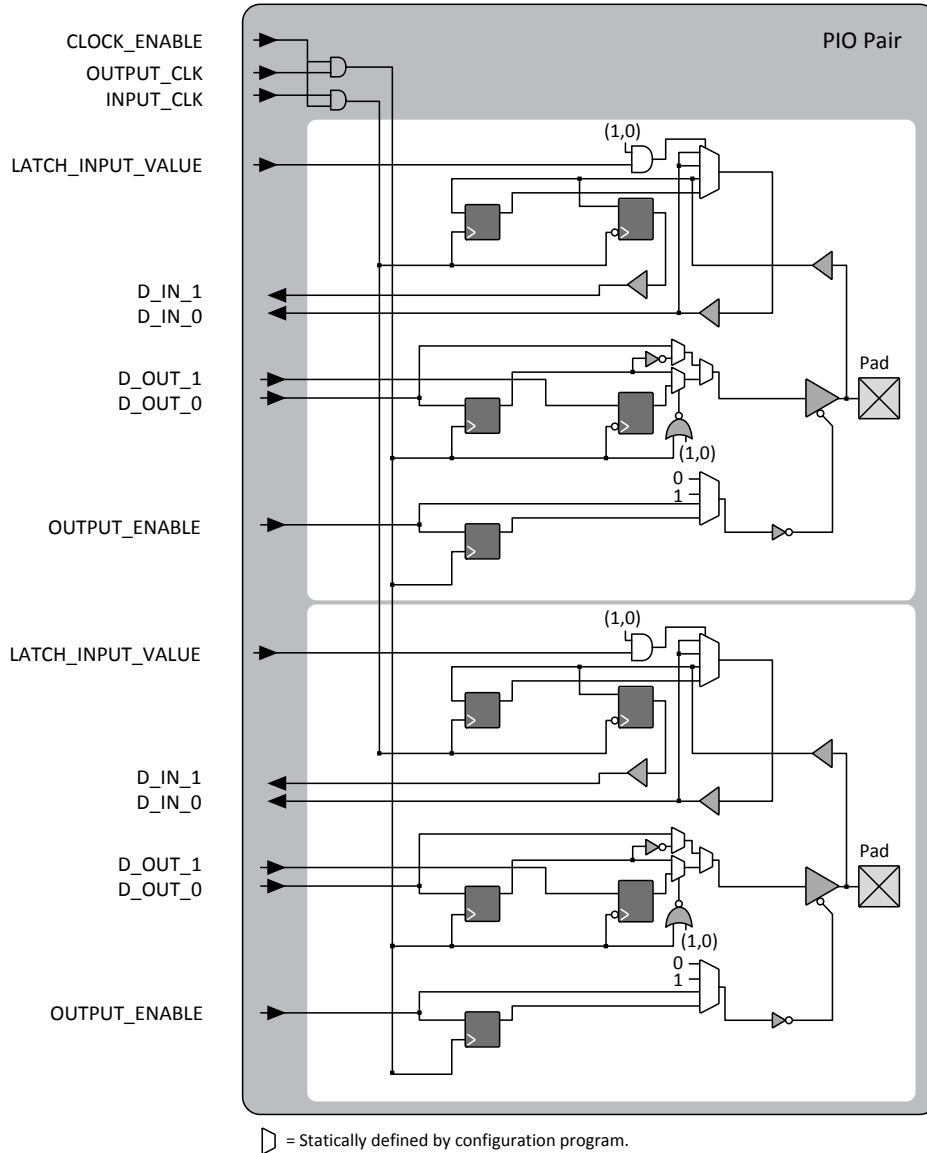 CLOCK_ENABLE
OUTPUT_CLK
INPUT_CLK
PIO Pair
(1,0)
LATCH_INPUT_VALUE
D_IN_1
D_IN_0
D_OUT_1
D_OUT_0
Pad
(1,0)
0
1
OUTPUT_ENABLE
(1,0)
LATCH_INPUT_VALUE
D_IN_1
D_IN_0
D_OUT_1
D_OUT_0
Pad
(1,0)
0
1
OUTPUT_ENABLE
= Statically defined by configuration program.